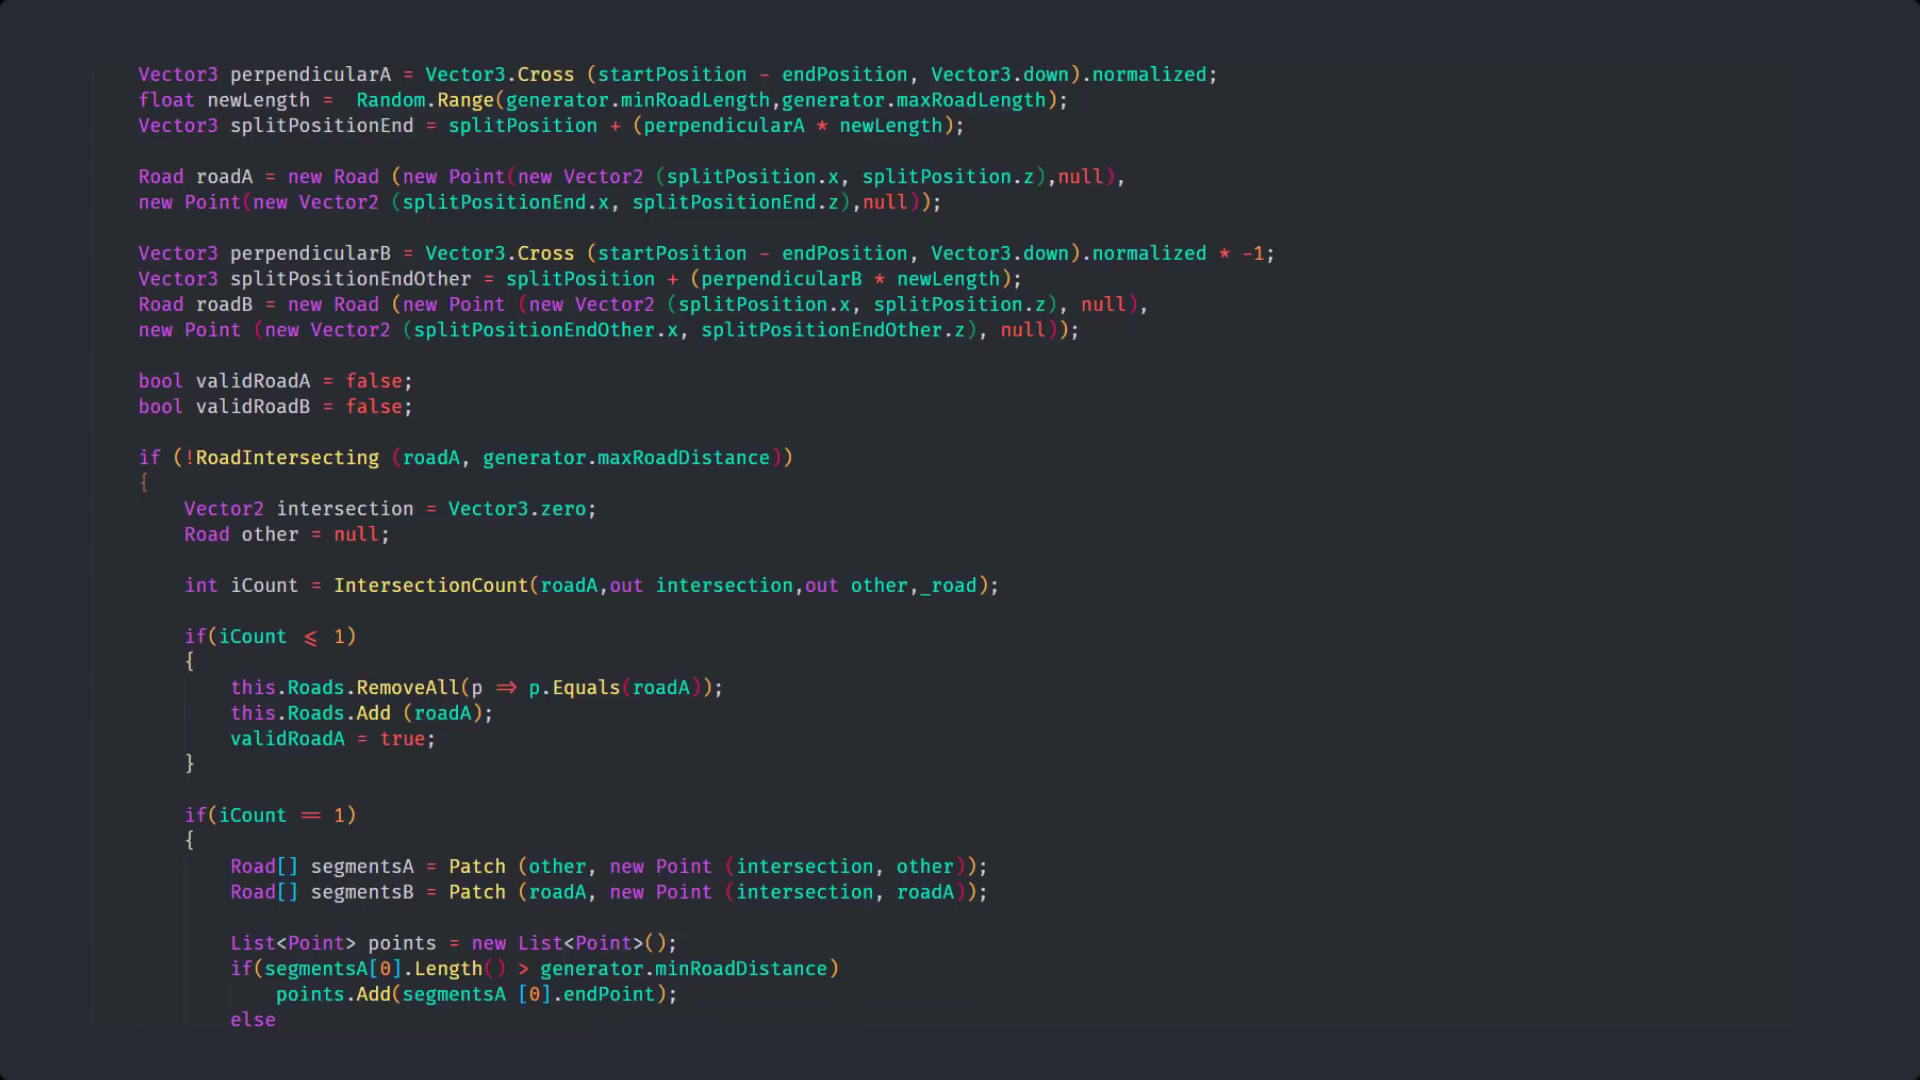 Vector3 perpendicularA = Vector3.Cross (startPosition - endPosition, Vector3.down).normalized;
float newLength =  Random.Range(generator.minRoadLength,generator.maxRoadLength);
Vector3 splitPositionEnd = splitPosition + (perpendicularA * newLength);
Road roadA = new Road (new Point(new Vector2 (splitPosition.x, splitPosition.z),null),
new Point(new Vector2 (splitPositionEnd.x, splitPositionEnd.z),null));
Vector3 perpendicularB = Vector3.Cross (startPosition - endPosition, Vector3.down).normalized * -1;
Vector3 splitPositionEndOther = splitPosition + (perpendicularB * newLength);
Road roadB = new Road (new Point (new Vector2 (splitPosition.x, splitPosition.z), null),
new Point (new Vector2 (splitPositionEndOther.x, splitPositionEndOther.z), null));
bool validRoadA = false;
bool validRoadB = false;
if (!RoadIntersecting (roadA, generator.maxRoadDistance))
{
Vector2 intersection = Vector3.zero;
Road other = null;
int iCount = IntersectionCount(roadA,out intersection,out other,_road);
if(iCount <= 1)
{
this.Roads.RemoveAll(p => p.Equals(roadA));
this.Roads.Add (roadA);
validRoadA = true;
}
if(iCount == 1)
{
Road[] segmentsA = Patch (other, new Point (intersection, other));
Road[] segmentsB = Patch (roadA, new Point (intersection, roadA));
List<Point> points = new List<Point>();
if(segmentsA[0].Length() > generator.minRoadDistance)
points.Add(segmentsA [0].endPoint);
else